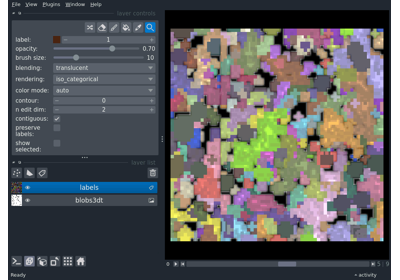 File View Plugins Window Help
layer controls
label: 1
opacity: 0.70
brush size: 10
blending: translucent
rendering: iso_categorical
color mode: auto
contour: 0
n edit dim: 2
contiguous:
preserve
labels:
show
selected:
layer list
labels
blobs3dt
activity